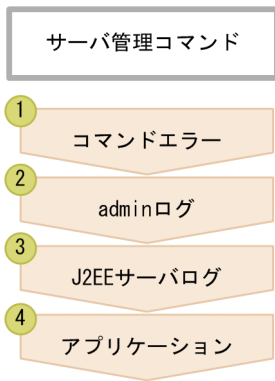 サーバ管理コマンド
1
コマンドエラー
2
adminログ
3
J2EEサーバログ
4
アプリケーション